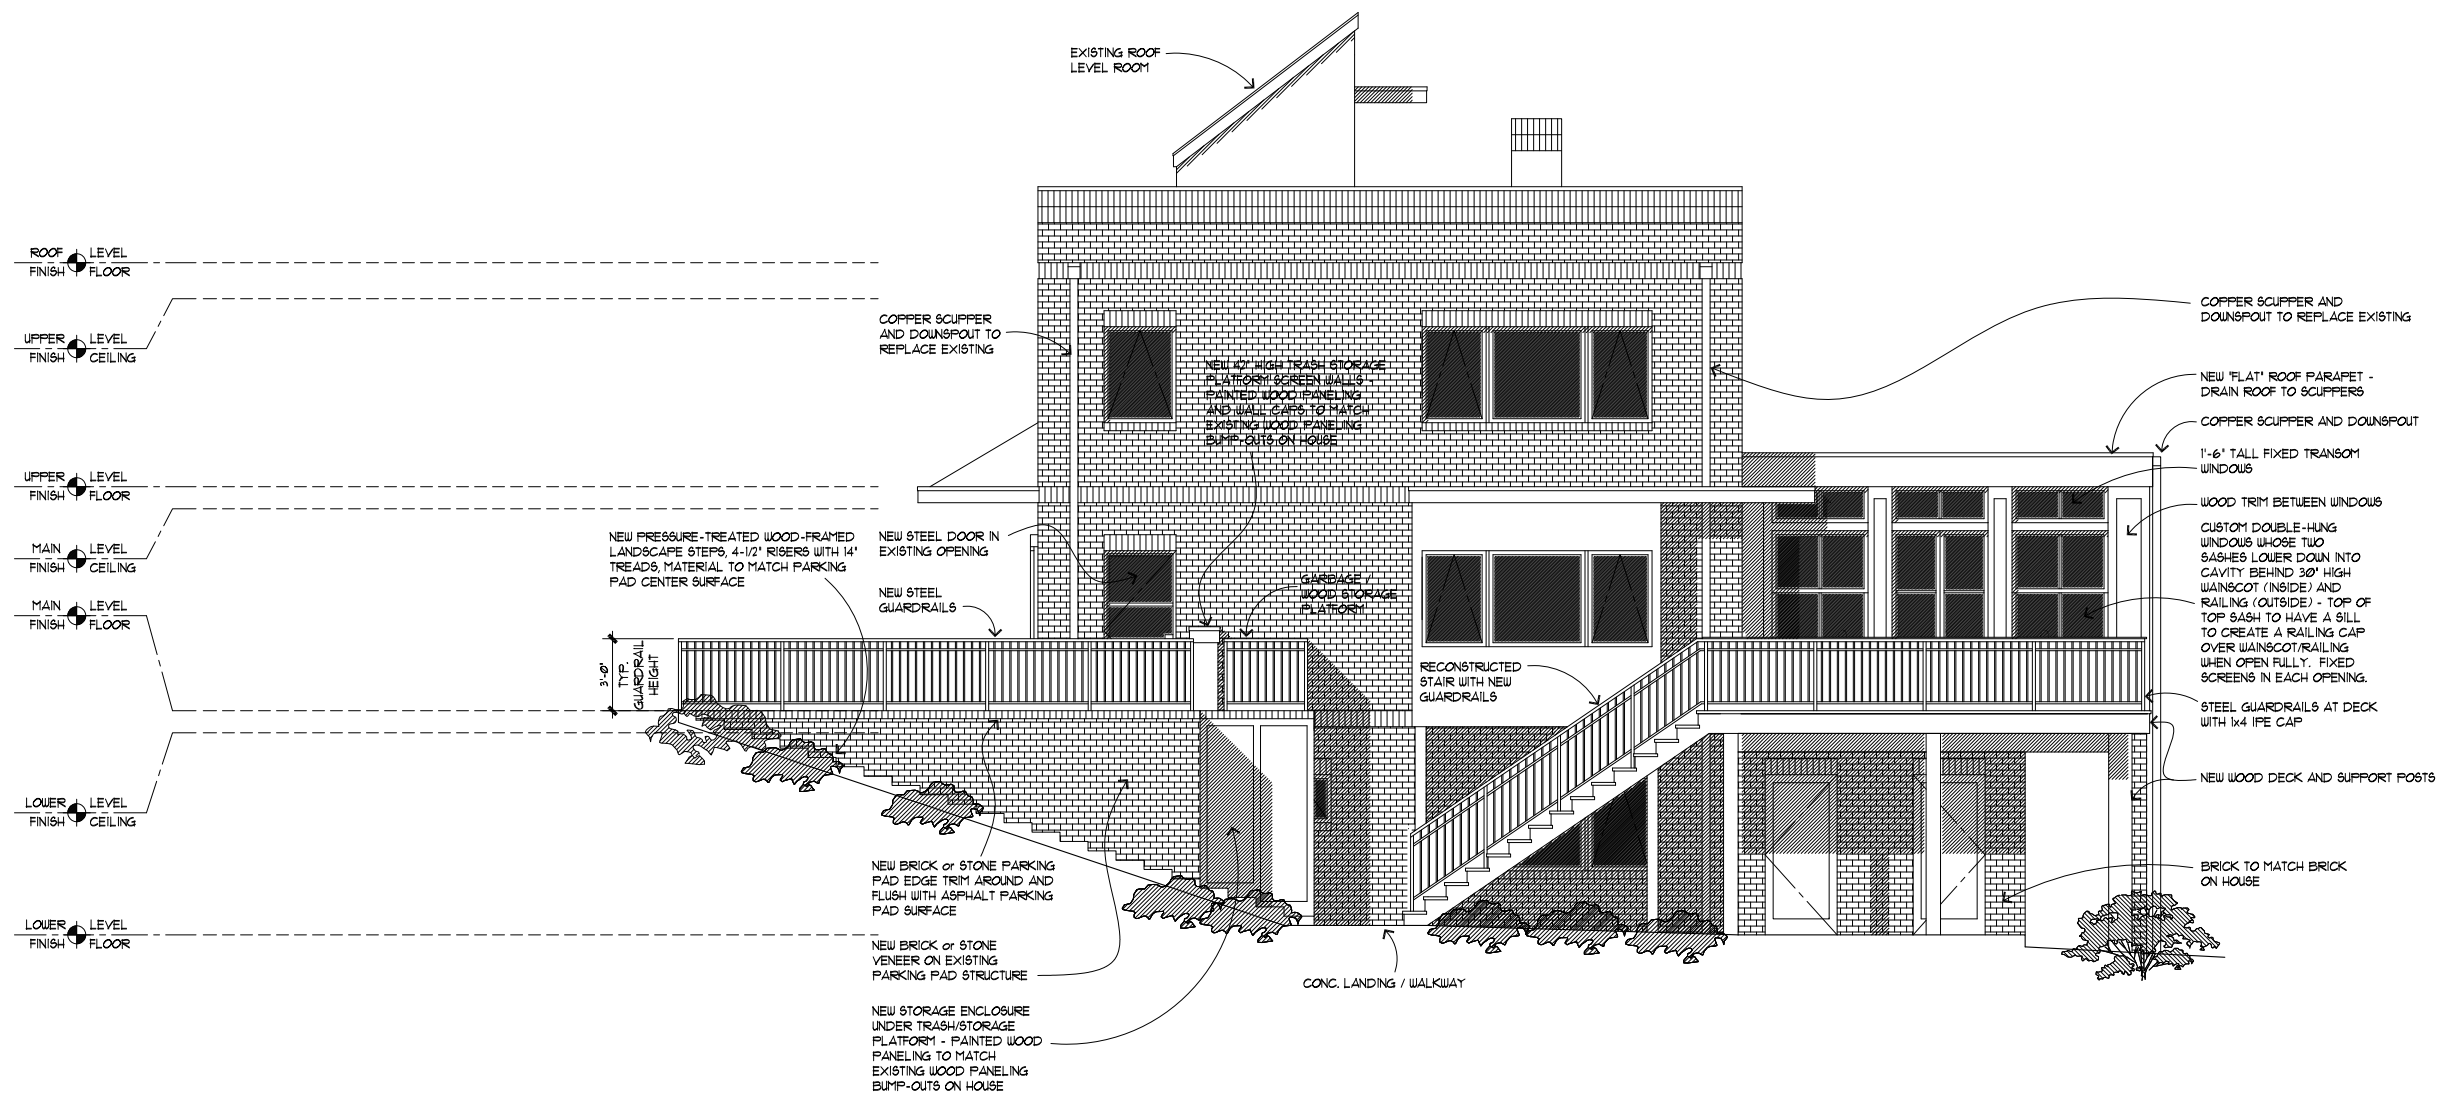 EXISTING ROOF
LEVEL ROOM
ROOF LEVEL
FINISH FLOOR
UPPER LEVEL
FINISH CEILING
UPPER LEVEL
FINISH FLOOR
MAIN LEVEL
FINISH CEILING
MAIN LEVEL
FINISH FLOOR
LOWER LEVEL
FINISH CEILING
LOWER LEVEL
FINISH FLOOR
COPPER SCUPPER
AND DOWNSPOUT TO
REPLACE EXISTING
NEW 42" HIGH TRASH STORAGE
PLATFORM SCREEN WALLS -
PAINTED WOOD PANELING
AND WALL CAPS TO MATCH
EXISTING WOOD PANELING
BUMP-OUTS ON HOUSE
NEW PRESSURE-TREATED WOOD-FRAMED
LANDSCAPE STEPS, 4-1/2" RISERS WITH 14"
TREADS, MATERIAL TO MATCH PARKING
PAD CENTER SURFACE
NEW STEEL DOOR IN
EXISTING OPENING
NEW STEEL
GUARDRAILS
GARBAGE /
WOOD STORAGE
PLATFORM
3'-0"
TYP.
GUARDRAIL
HEIGHT
RECONSTRUCTED
STAIR WITH NEW
GUARDRAILS
NEW BRICK or STONE PARKING
PAD EDGE TRIM AROUND AND
FLUSH WITH ASPHALT PARKING
PAD SURFACE
NEW BRICK or STONE
VENEER ON EXISTING
PARKING PAD STRUCTURE
NEW STORAGE ENCLOSURE
UNDER TRASH/STORAGE
PLATFORM - PAINTED WOOD
PANELING TO MATCH
EXISTING WOOD PANELING
BUMP-OUTS ON HOUSE
CONC. LANDING / WALKWAY
COPPER SCUPPER AND
DOWNSPOUT TO REPLACE EXISTING
NEW "FLAT" ROOF PARAPET -
DRAIN ROOF TO SCUPPERS
COPPER SCUPPER AND DOWNSPOUT
1'-6" TALL FIXED TRANSOM
WINDOWS
WOOD TRIM BETWEEN WINDOWS
CUSTOM DOUBLE-HUNG
WINDOWS WHOSE TWO
SASHES LOWER DOWN INTO
CAVITY BEHIND 30" HIGH
WAINSCOT (INSIDE) AND
RAILING (OUTSIDE) - TOP OF
TOP SASH TO HAVE A SILL
TO CREATE A RAILING CAP
OVER WAINSCOT/RAILING
WHEN OPEN FULLY. FIXED
SCREENS IN EACH OPENING.
STEEL GUARDRAILS AT DECK
WITH 1x4 IPE CAP
NEW WOOD DECK AND SUPPORT POSTS
BRICK TO MATCH BRICK
ON HOUSE